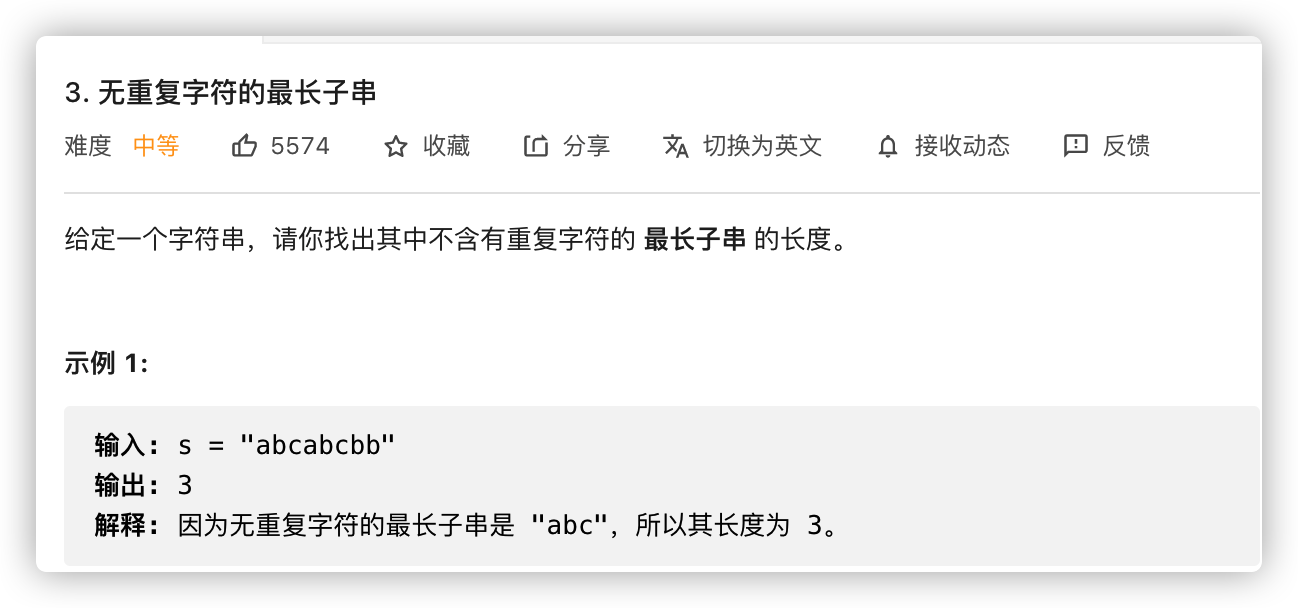 3. 无重复字符的最长子串
难度 中等 5574 收藏 分享 切换为英文 接收动态 反馈
给定一个字符串，请你找出其中不含有重复字符的 最长子串 的长度。
示例 1:
输入: s = "abcabcbb"
输出: 3
解释: 因为无重复字符的最长子串是 "abc"，所以其长度为 3。